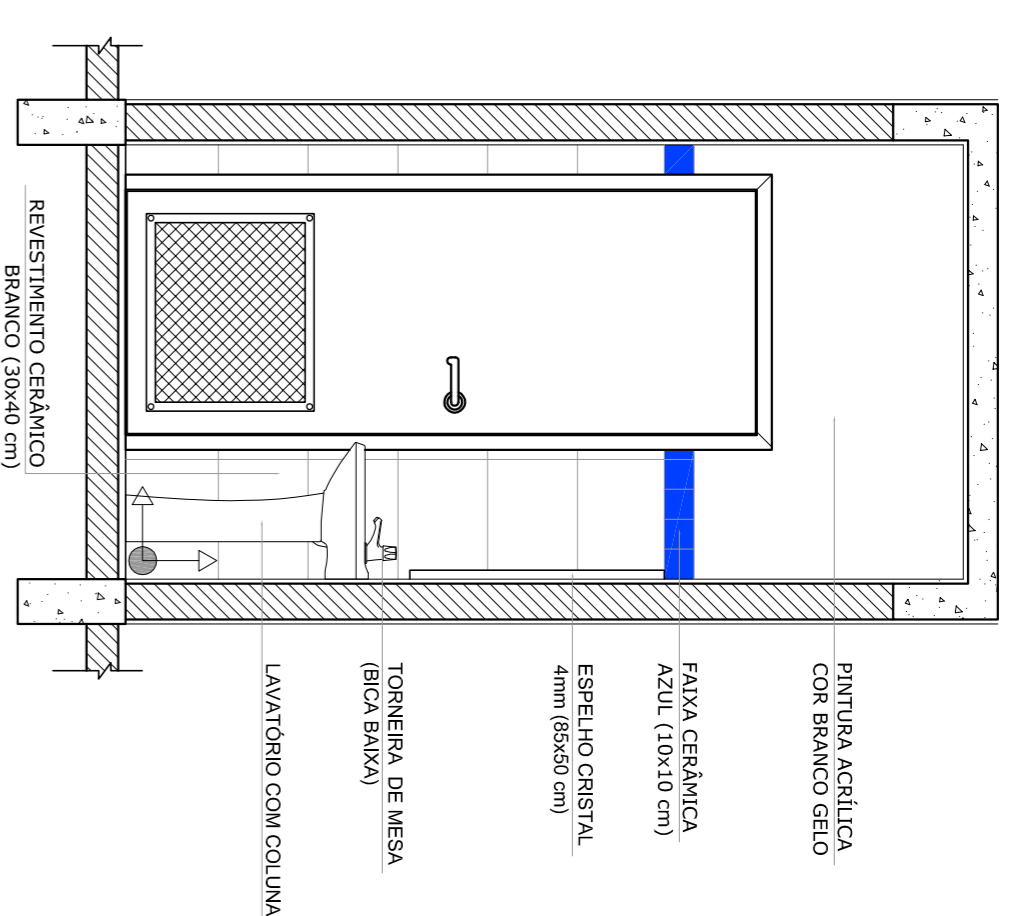 PINTURA ACRÍLICA
COR BRANCO GELO
FAIXA CERÂMICA
AZUL (10x10 cm)
ESPELHO CRISTAL
4mm (85x50 cm)
TORNEIRA DE MESA
(BICA BAIXA)
LAVATÓRIO COM COLUNA
REVESTIMENTO CERÂMICO
BRANCO (30x40 cm)